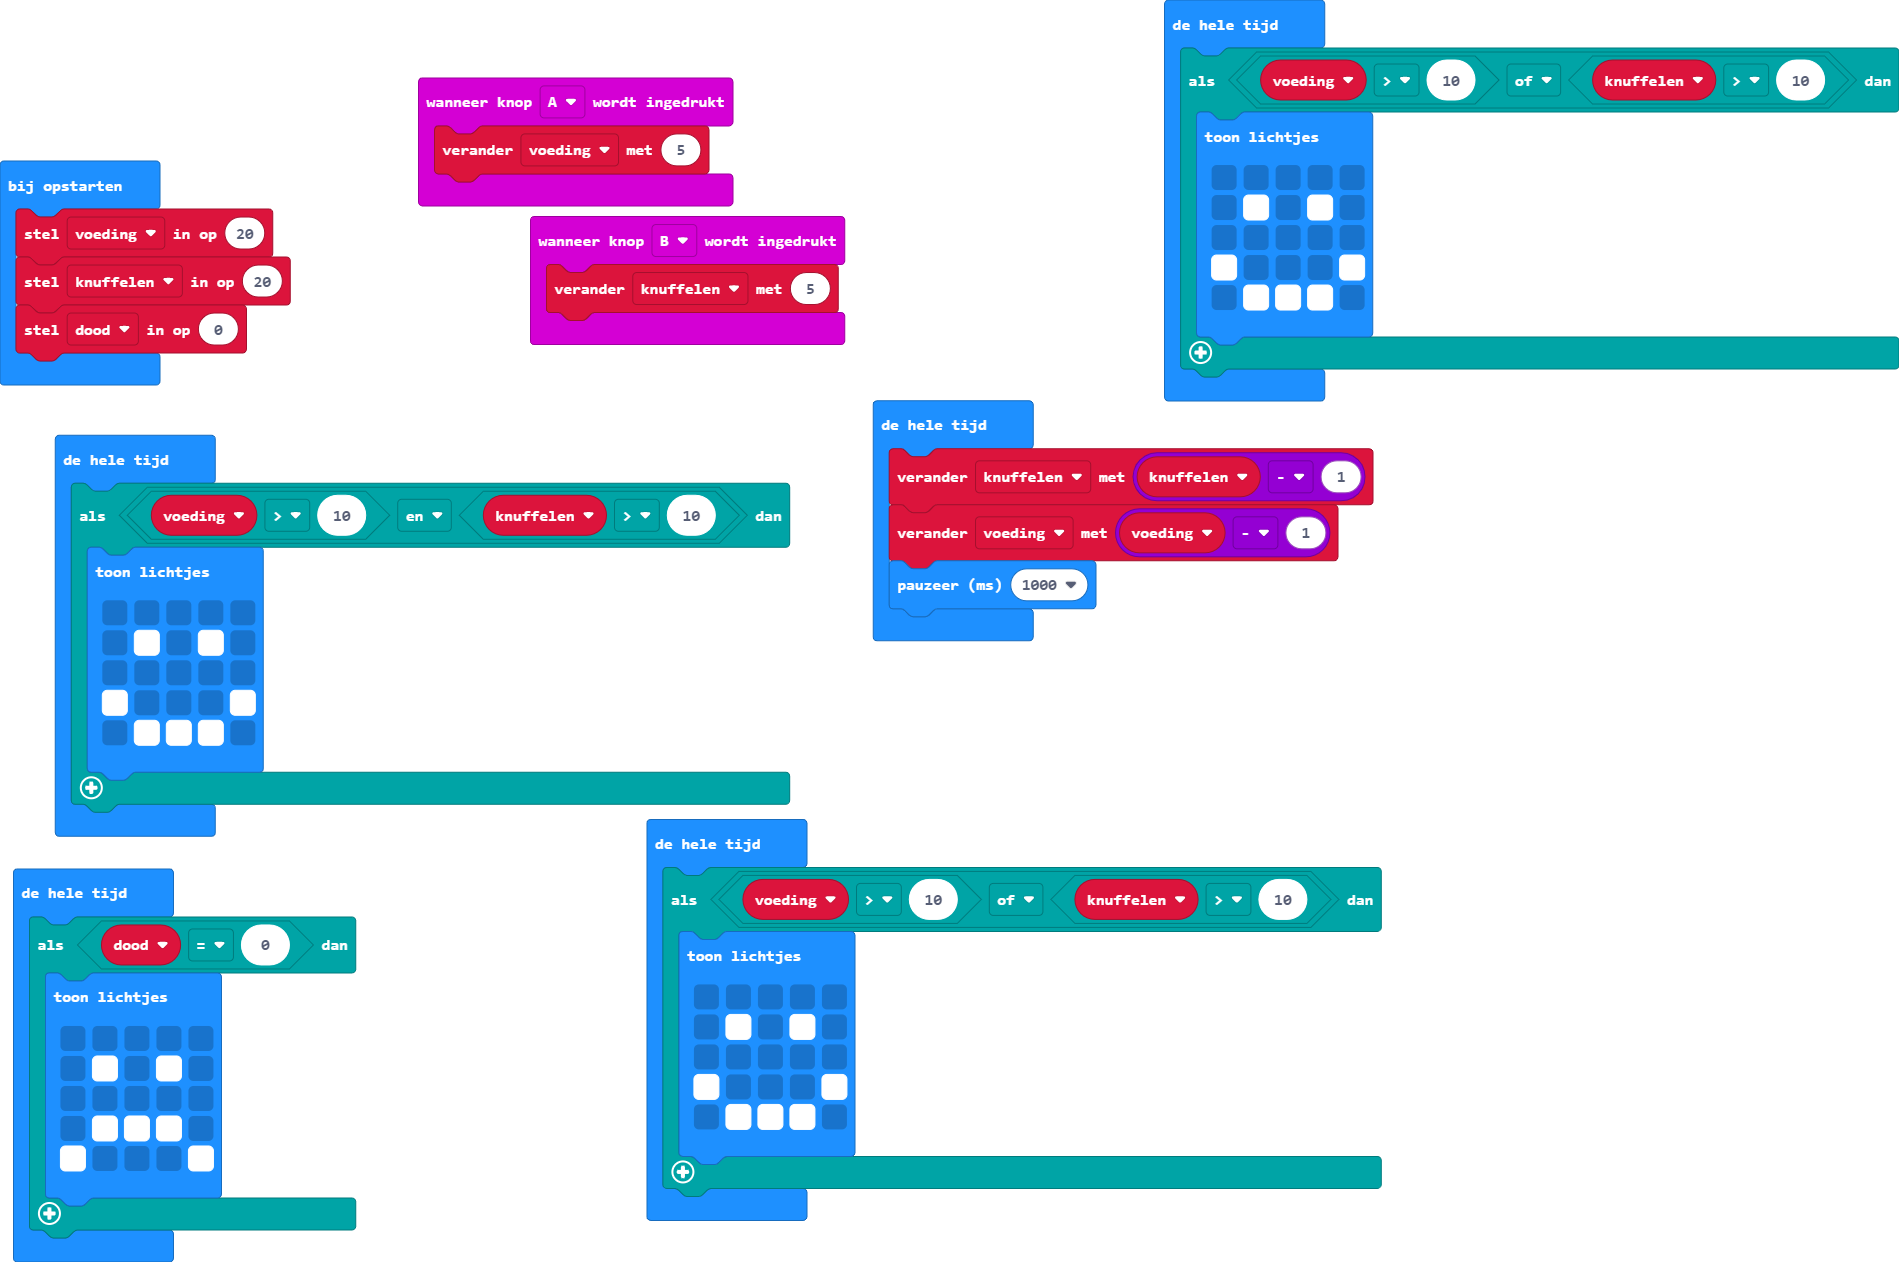 de hele tijd
als voeding > 10 of knuffelen > 10 dan
toon lichtjes
wanneer knop A wordt ingedrukt
verander voeding met 5
bij opstarten
stel voeding in op 20
stel knuffelen in op 20
stel dood in op 0
wanneer knop B wordt ingedrukt
verander knuffelen met 5
de hele tijd
verander knuffelen met knuffelen - 1
verander voeding met voeding - 1
pauzeer (ms) 1000
de hele tijd
als voeding > 10 en knuffelen > 10 dan
toon lichtjes
de hele tijd
als voeding > 10 of knuffelen > 10 dan
toon lichtjes
de hele tijd
als dood = 0 dan
toon lichtjes